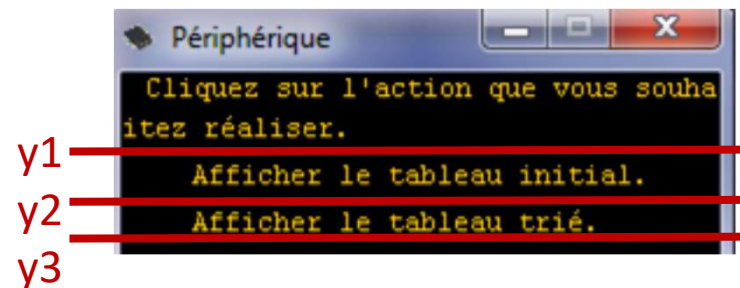 Périphérique
Cliquez sur l'action que vous souha
itez réaliser.
y1
Afficher le tableau initial.
y2
Afficher le tableau trié.
y3